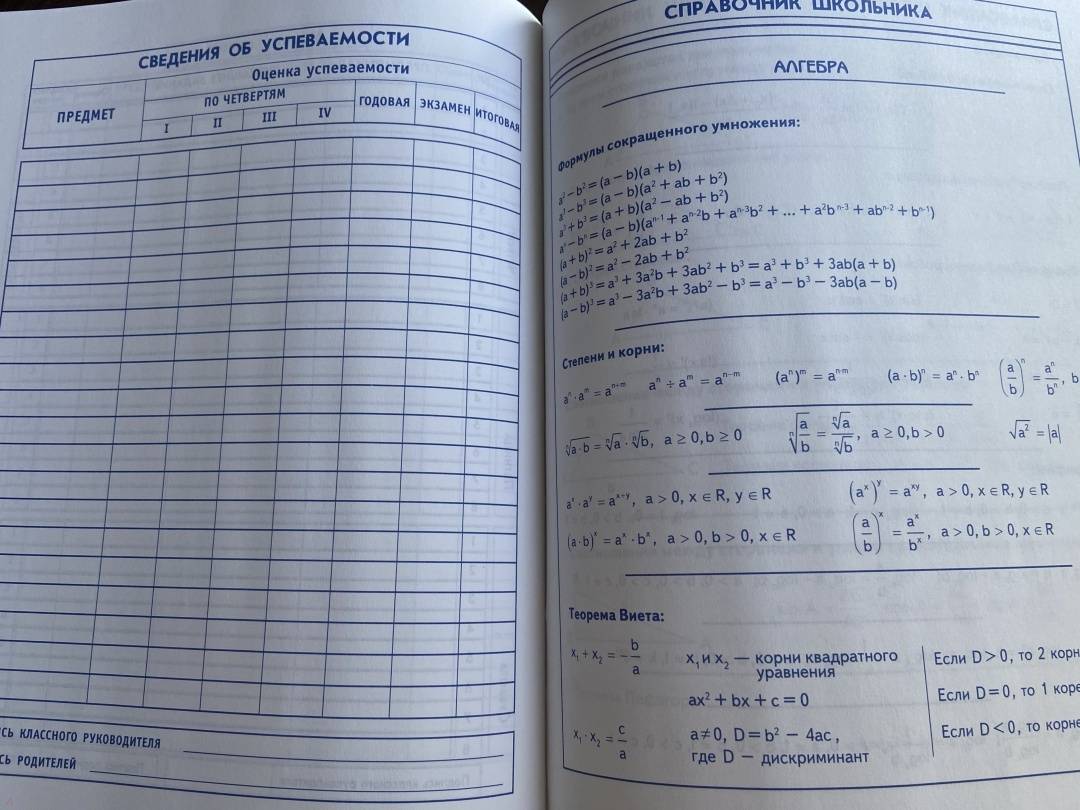 СВЕДЕНИЯ ОБ УСПЕВАЕМОСТИ
ПРЕДМЕТ
Оценка успеваемости
ПО ЧЕТВЕРТЯМ
ГОДОВАЯ
ЭКЗАМЕН
ИТОГОВАЯ
I II III IV
СЬ КЛАССНОГО РУКОВОДИТЕЛЯ
СЬ РОДИТЕЛЕЙ
СПРАВОЧНИК ШКОЛЬНИКА
АЛГЕБРА
Формулы сокращенного умножения:
a² − b² = (a − b)(a + b)
a³ − b³ = (a − b)(a² + ab + b²)
a³ + b³ = (a + b)(a² − ab + b²)
aⁿ − bⁿ = (a − b)(aⁿ⁻¹ + aⁿ⁻²b + aⁿ⁻³b² + ... + a²bⁿ⁻³ + abⁿ⁻² + bⁿ⁻¹)
(a + b)² = a² + 2ab + b²
(a − b)² = a² − 2ab + b²
(a + b)³ = a³ + 3a²b + 3ab² + b³ = a³ + b³ + 3ab(a + b)
(a − b)³ = a³ − 3a²b + 3ab² − b³ = a³ − b³ − 3ab(a − b)
Степени и корни:
aⁿ · aᵐ = aⁿ⁺ᵐ aⁿ ÷ aᵐ = aⁿ⁻ᵐ (aⁿ)ᵐ = aⁿᐧᵐ (a · b)ⁿ = aⁿ · bⁿ (a/b)ⁿ = aⁿ/bⁿ, b
ⁿ√(a · b) = ⁿ√a · ⁿ√b, a ≥ 0, b ≥ 0 ⁿ√(a/b) = ⁿ√a/ⁿ√b, a ≥ 0, b > 0 √a² = |a|
aˣ · aʸ = aˣ⁺ʸ, a > 0, x ∈ R, y ∈ R (aˣ)ʸ = aˣʸ, a > 0, x ∈ R, y ∈ R
(a · b)ˣ = aˣ · bˣ, a > 0, b > 0, x ∈ R (a/b)ˣ = aˣ/bˣ, a > 0, b > 0, x ∈ R
Теорема Виета:
x₁ + x₂ = −b/a
x₁ · x₂ = c/a
x₁ и x₂ — корни квадратного
уравнения
ax² + bx + c = 0
a ≠ 0, D = b² − 4ac ,
где D — дискриминант
Если D > 0, то 2 корн
Если D = 0, то 1 коре
Если D < 0, то корне